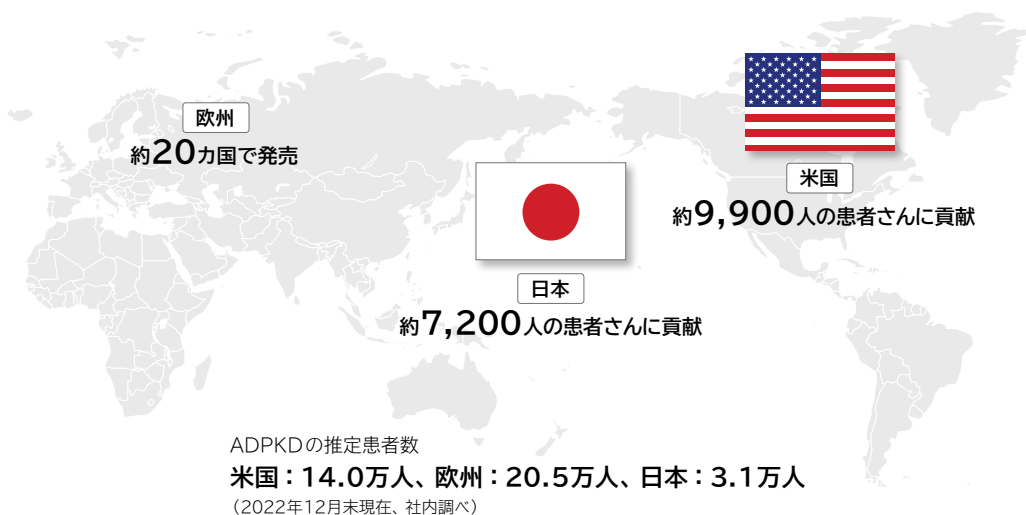 欧州
約20カ国で発売
米国
約9,900人の患者さんに貢献
日本
約7,200人の患者さんに貢献
ADPKDの推定患者数
米国：14.0万人、欧州：20.5万人、日本：3.1万人
（2022年12月末現在、社内調べ）